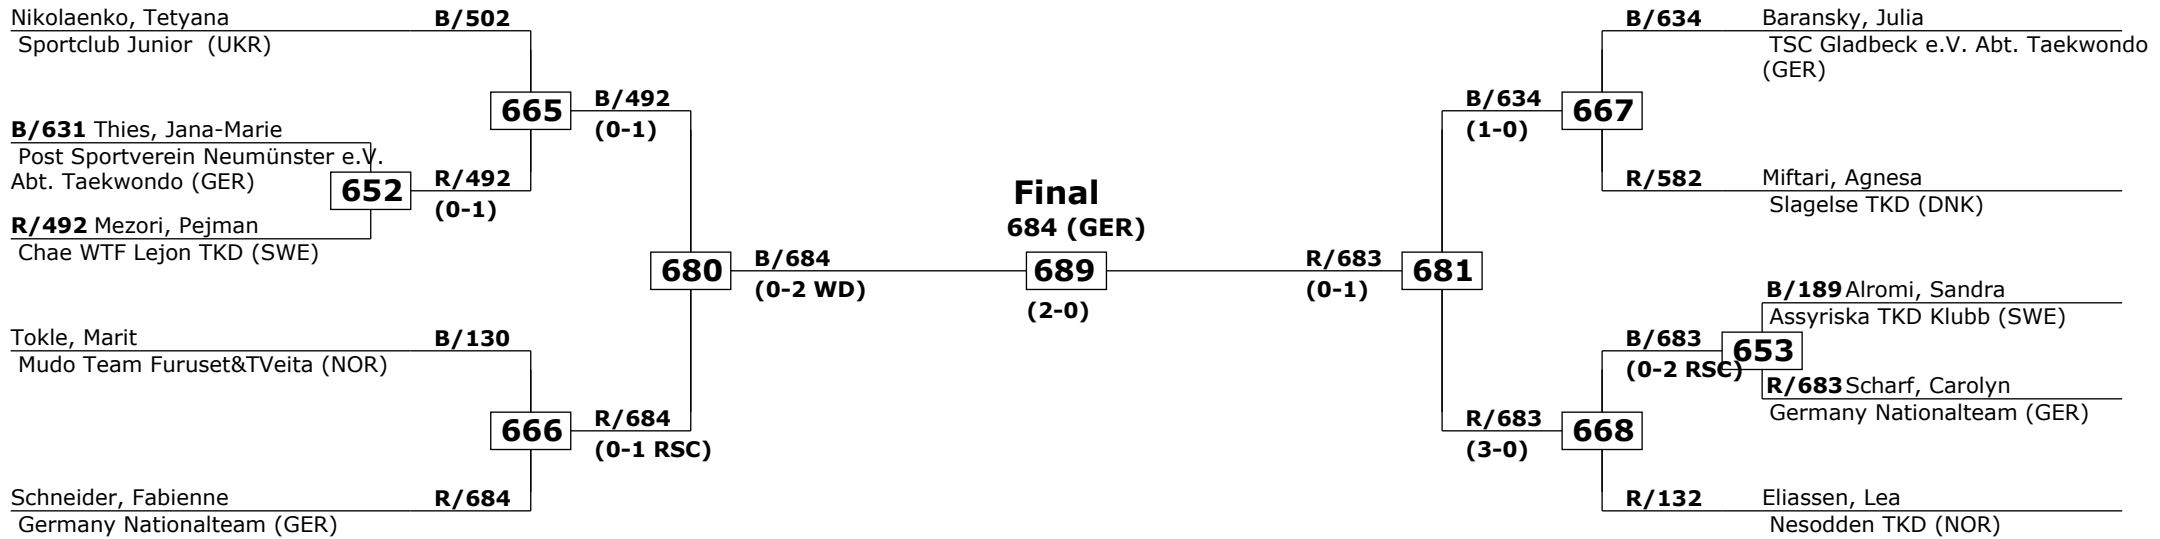 Nikolaenko, Tetyana
B/502
Sportclub Junior (UKR)
B/631 Thies, Jana-Marie
Post Sportverein Neumünster e.V.
Abt. Taekwondo (GER)
R/492 Mezori, Pejman
Chae WTF Lejon TKD (SWE)
652
R/492
(0-1)
665
B/492
(0-1)
Tokle, Marit
B/130
Mudo Team Furuset&TVeita (NOR)
Schneider, Fabienne
R/684
Germany Nationalteam (GER)
666
R/684
(0-1 RSC)
680
B/684
(0-2 WD)
Final
684 (GER)
689
(2-0)
R/683
(0-1)
681
B/634
(1-0)
667
B/634
Baransky, Julia
TSC Gladbeck e.V. Abt. Taekwondo
(GER)
R/582
Miftari, Agnesa
Slagelse TKD (DNK)
R/683
(3-0)
668
B/683
(0-2 RSC)
653
B/189 Alromi, Sandra
Assyriska TKD Klubb (SWE)
R/683 Scharf, Carolyn
Germany Nationalteam (GER)
R/132
Eliassen, Lea
Nesodden TKD (NOR)